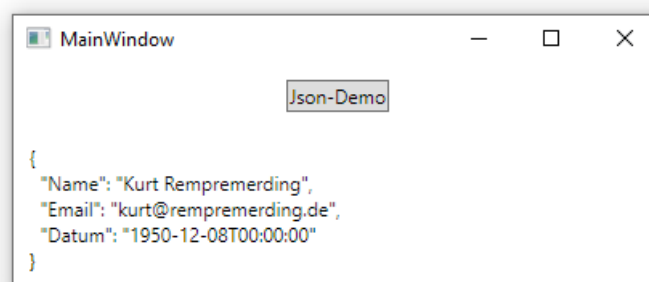 MainWindow
Json-Demo
{
"Name": "Kurt Rempremerding",
"Email": "kurt@rempremerding.de",
"Datum": "1950-12-08T00:00:00"
}